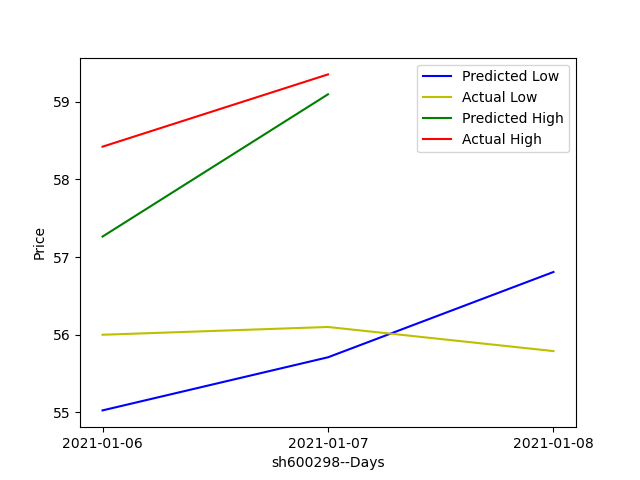 Predicted Low
Actual Low
Predicted High
Actual High
59
58
57
56
55
Price
2021-01-06
2021-01-07
2021-01-08
sh600298--Days